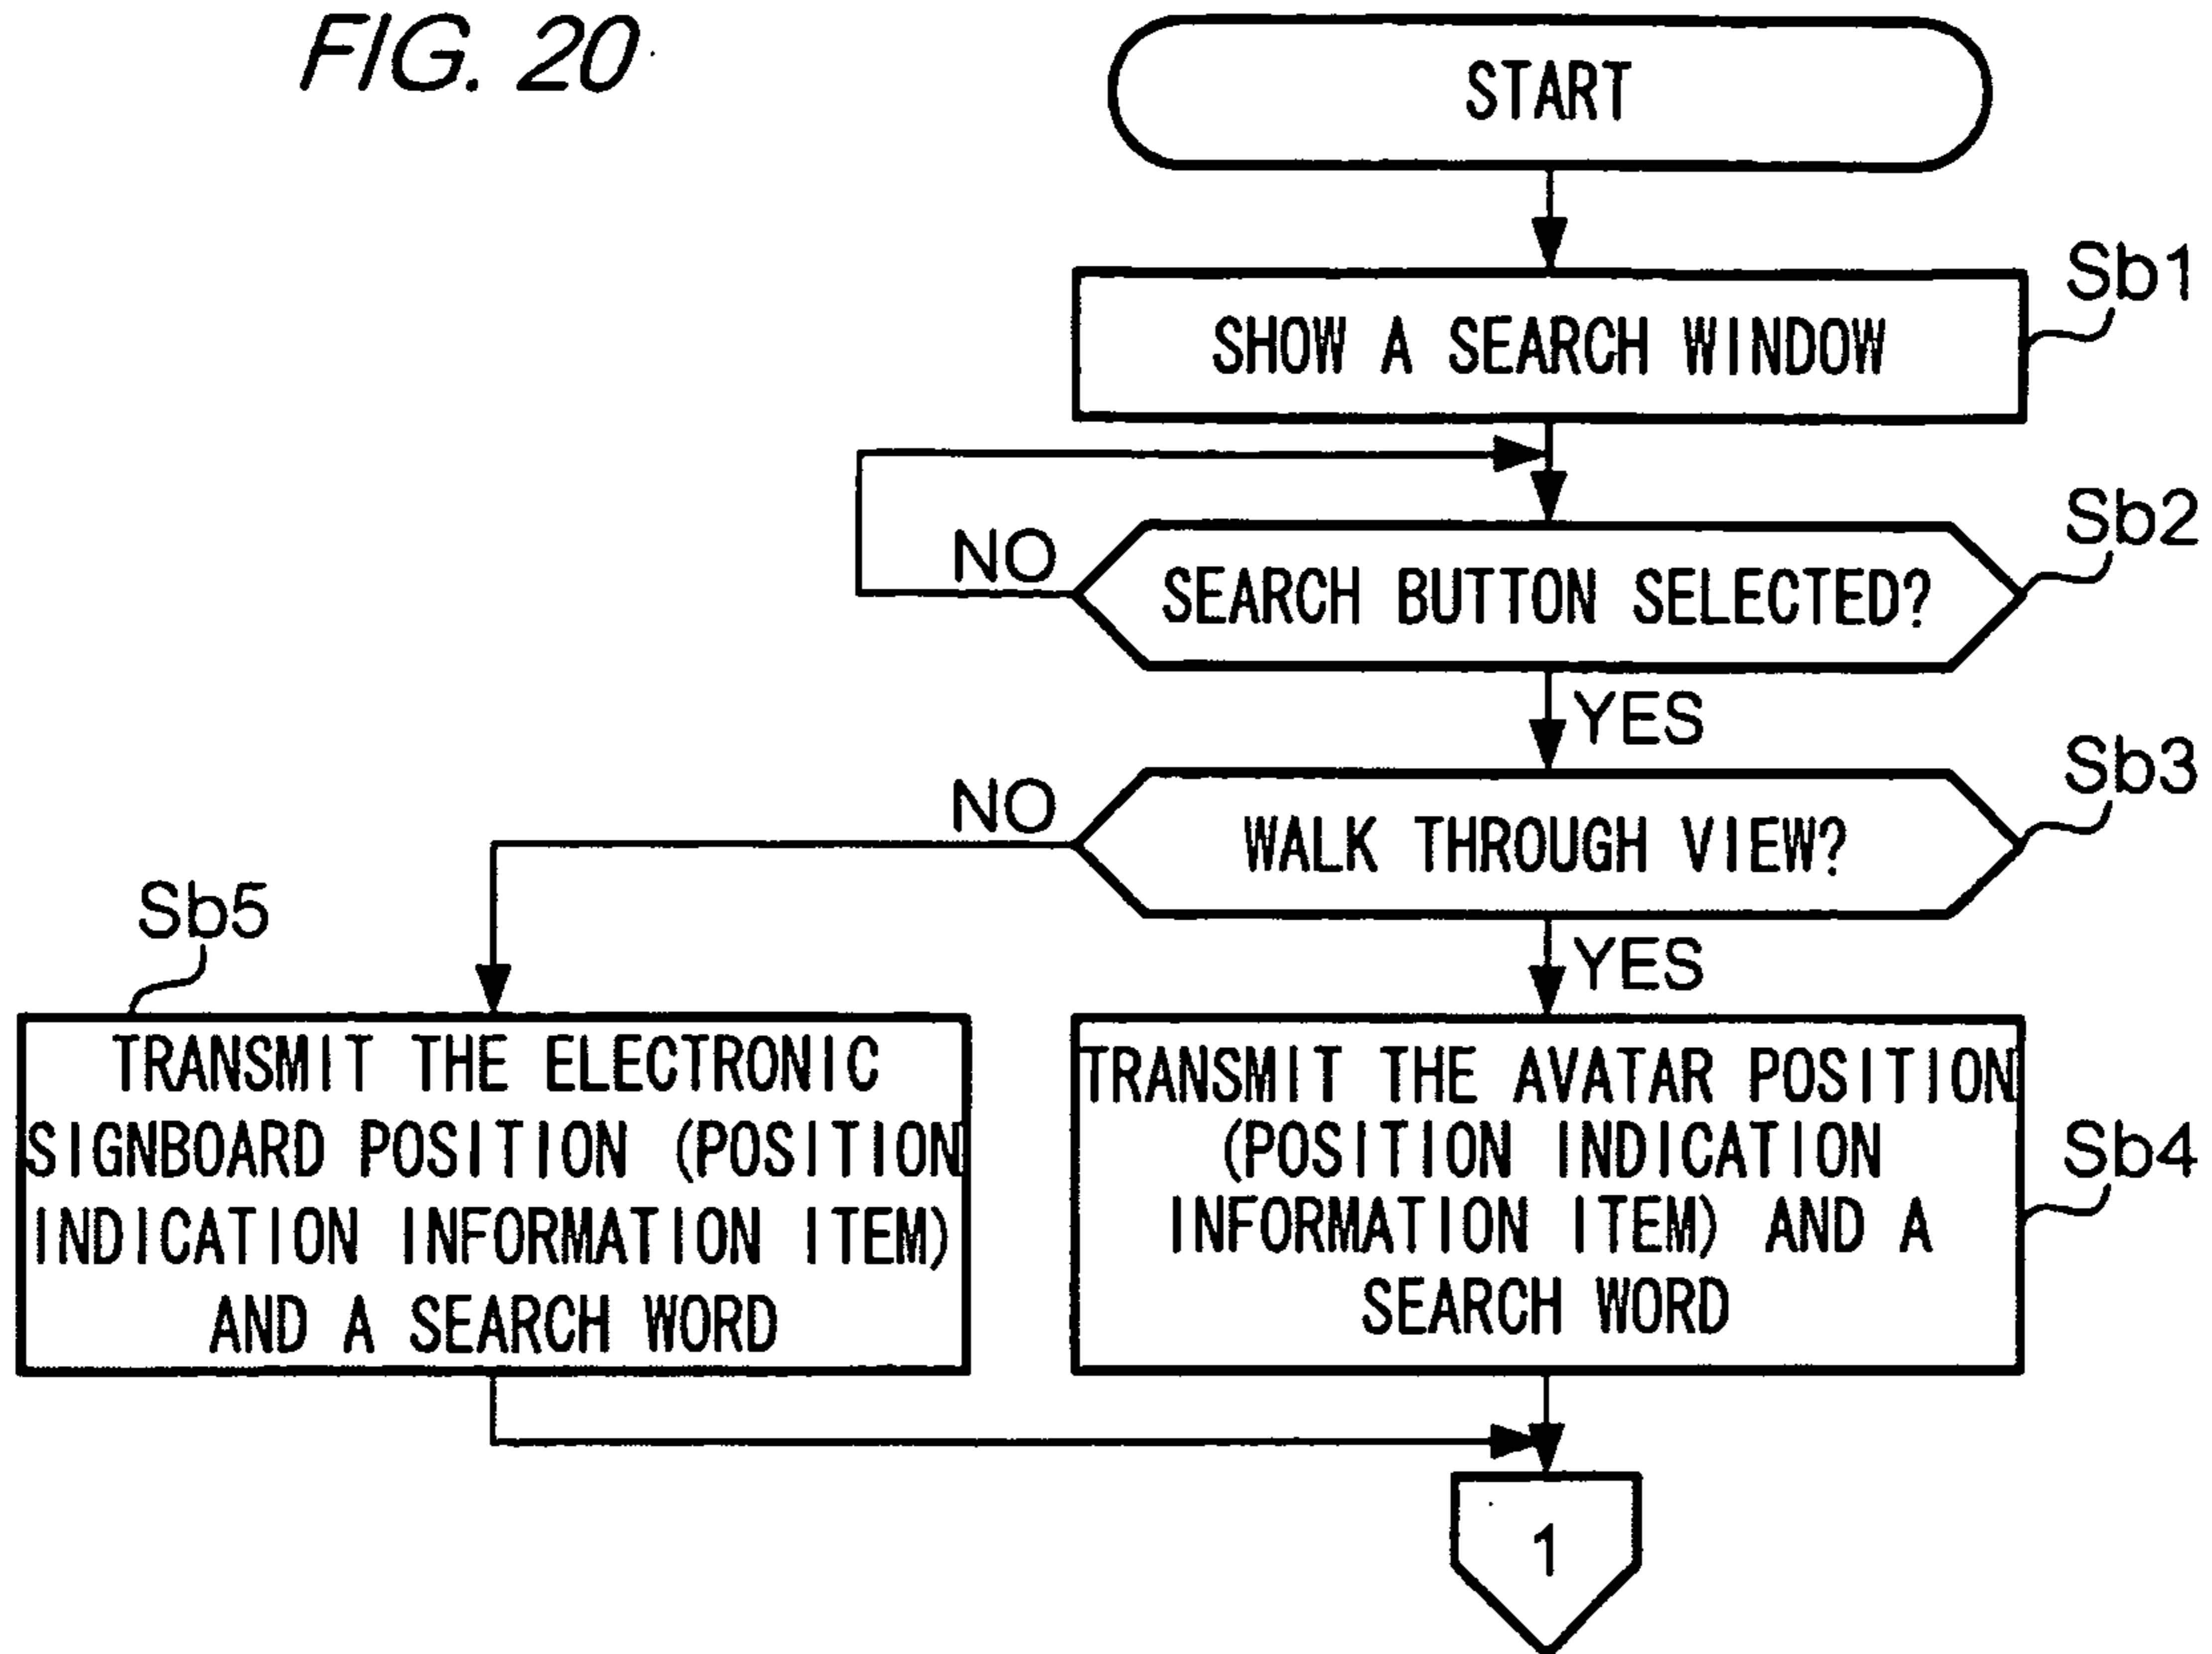 FIG. 20
START
Sb1
SHOW A SEARCH WINDOW
Sb2
NO
SEARCH BUTTON SELECTED?
YES
Sb3
NO
WALK THROUGH VIEW?
YES
Sb5
TRANSMIT THE ELECTRONIC
SIGNBOARD POSITION (POSITION
INDICATION INFORMATION ITEM)
AND A SEARCH WORD
TRANSMIT THE AVATAR POSITION
(POSITION INDICATION
INFORMATION ITEM) AND A
SEARCH WORD
Sb4
1